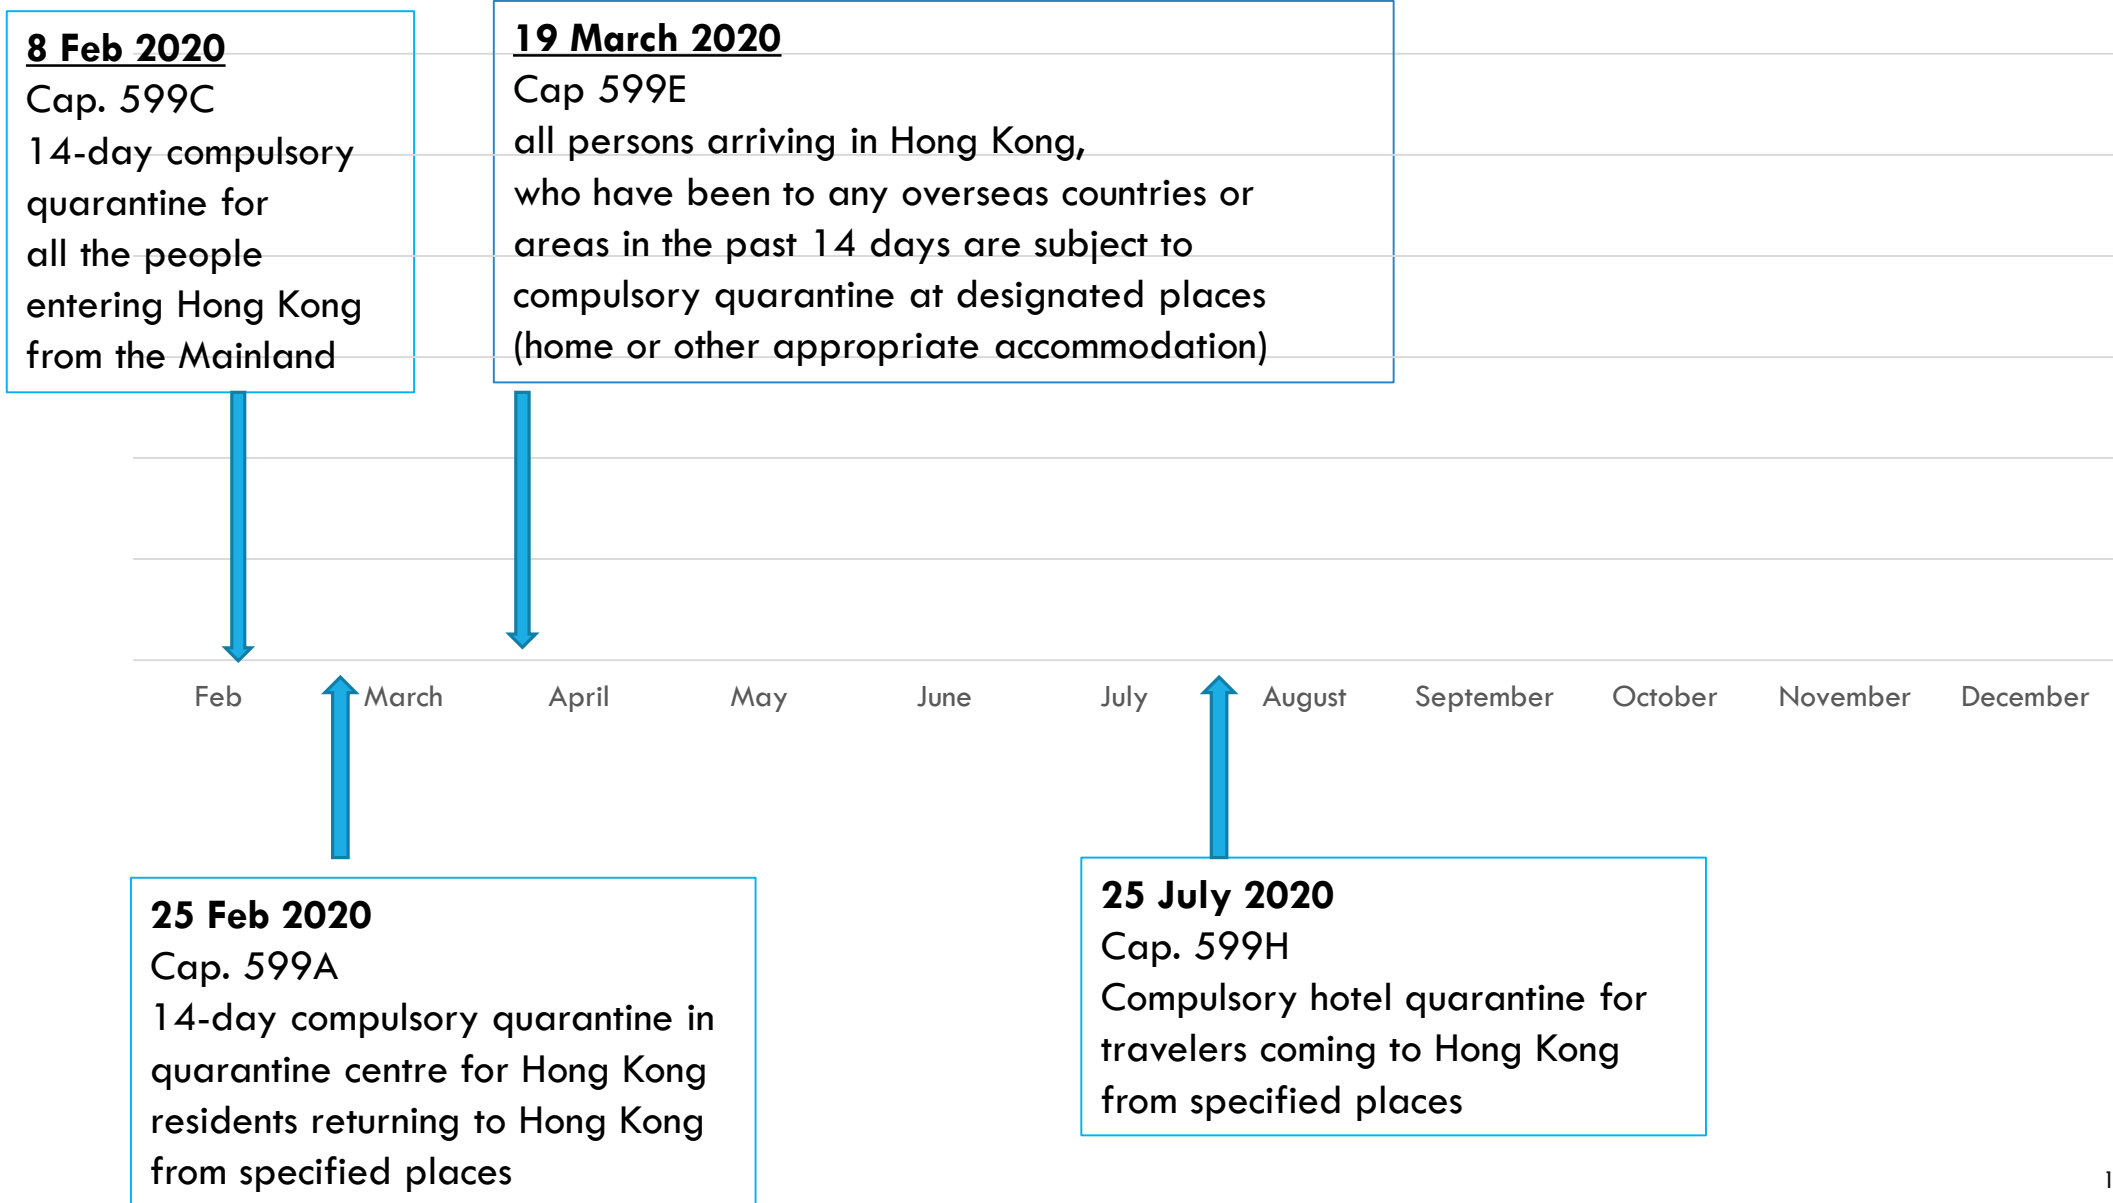 8 Feb 2020
Cap. 599C
14-day compulsory
quarantine for
all the people
entering Hong Kong
from the Mainland
19 March 2020
Cap 599E
all persons arriving in Hong Kong,
who have been to any overseas countries or
areas in the past 14 days are subject to
compulsory quarantine at designated places
(home or other appropriate accommodation)
Feb March April May June July August September October November December
25 Feb 2020
Cap. 599A
14-day compulsory quarantine in
quarantine centre for Hong Kong
residents returning to Hong Kong
from specified places
25 July 2020
Cap. 599H
Compulsory hotel quarantine for
travelers coming to Hong Kong
from specified places
1